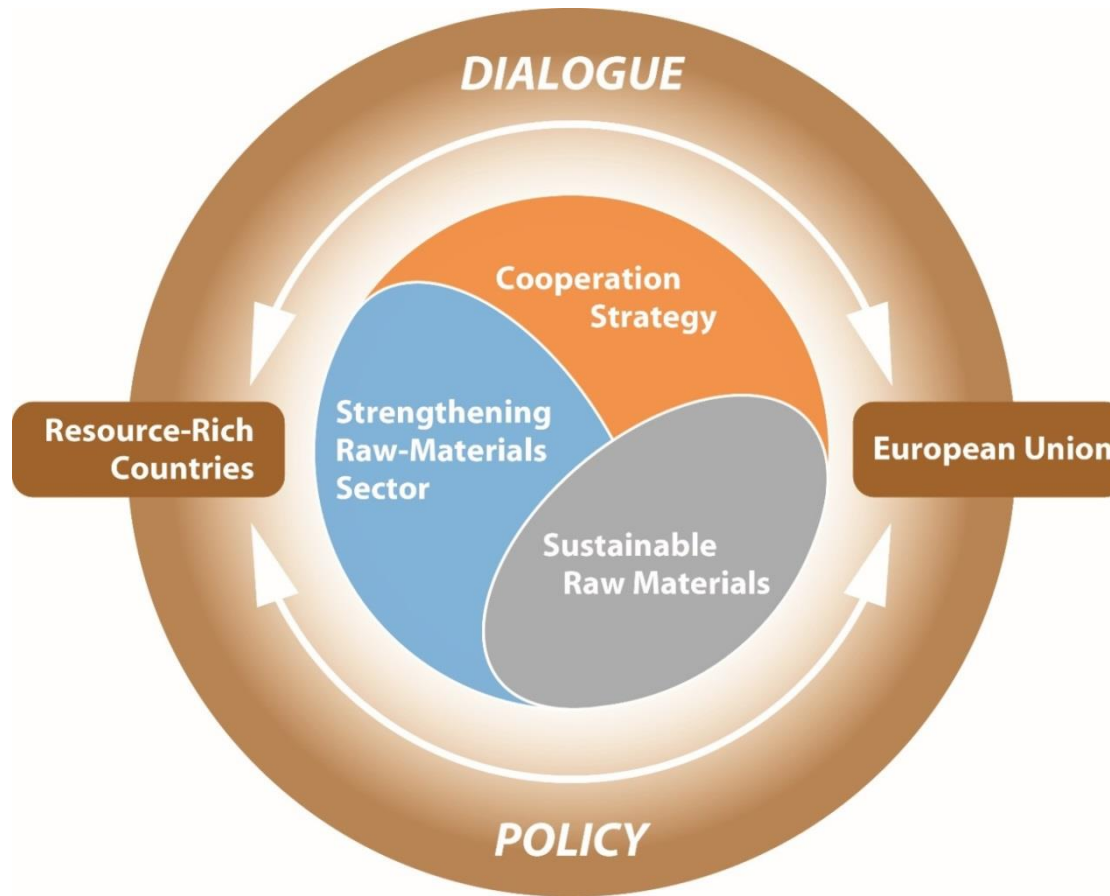 DIALOGUE
Cooperation
Strategy
Strengthening
Raw-Materials
Sector
Resource-Rich
Countries
European Union
Sustainable
Raw Materials
POLICY